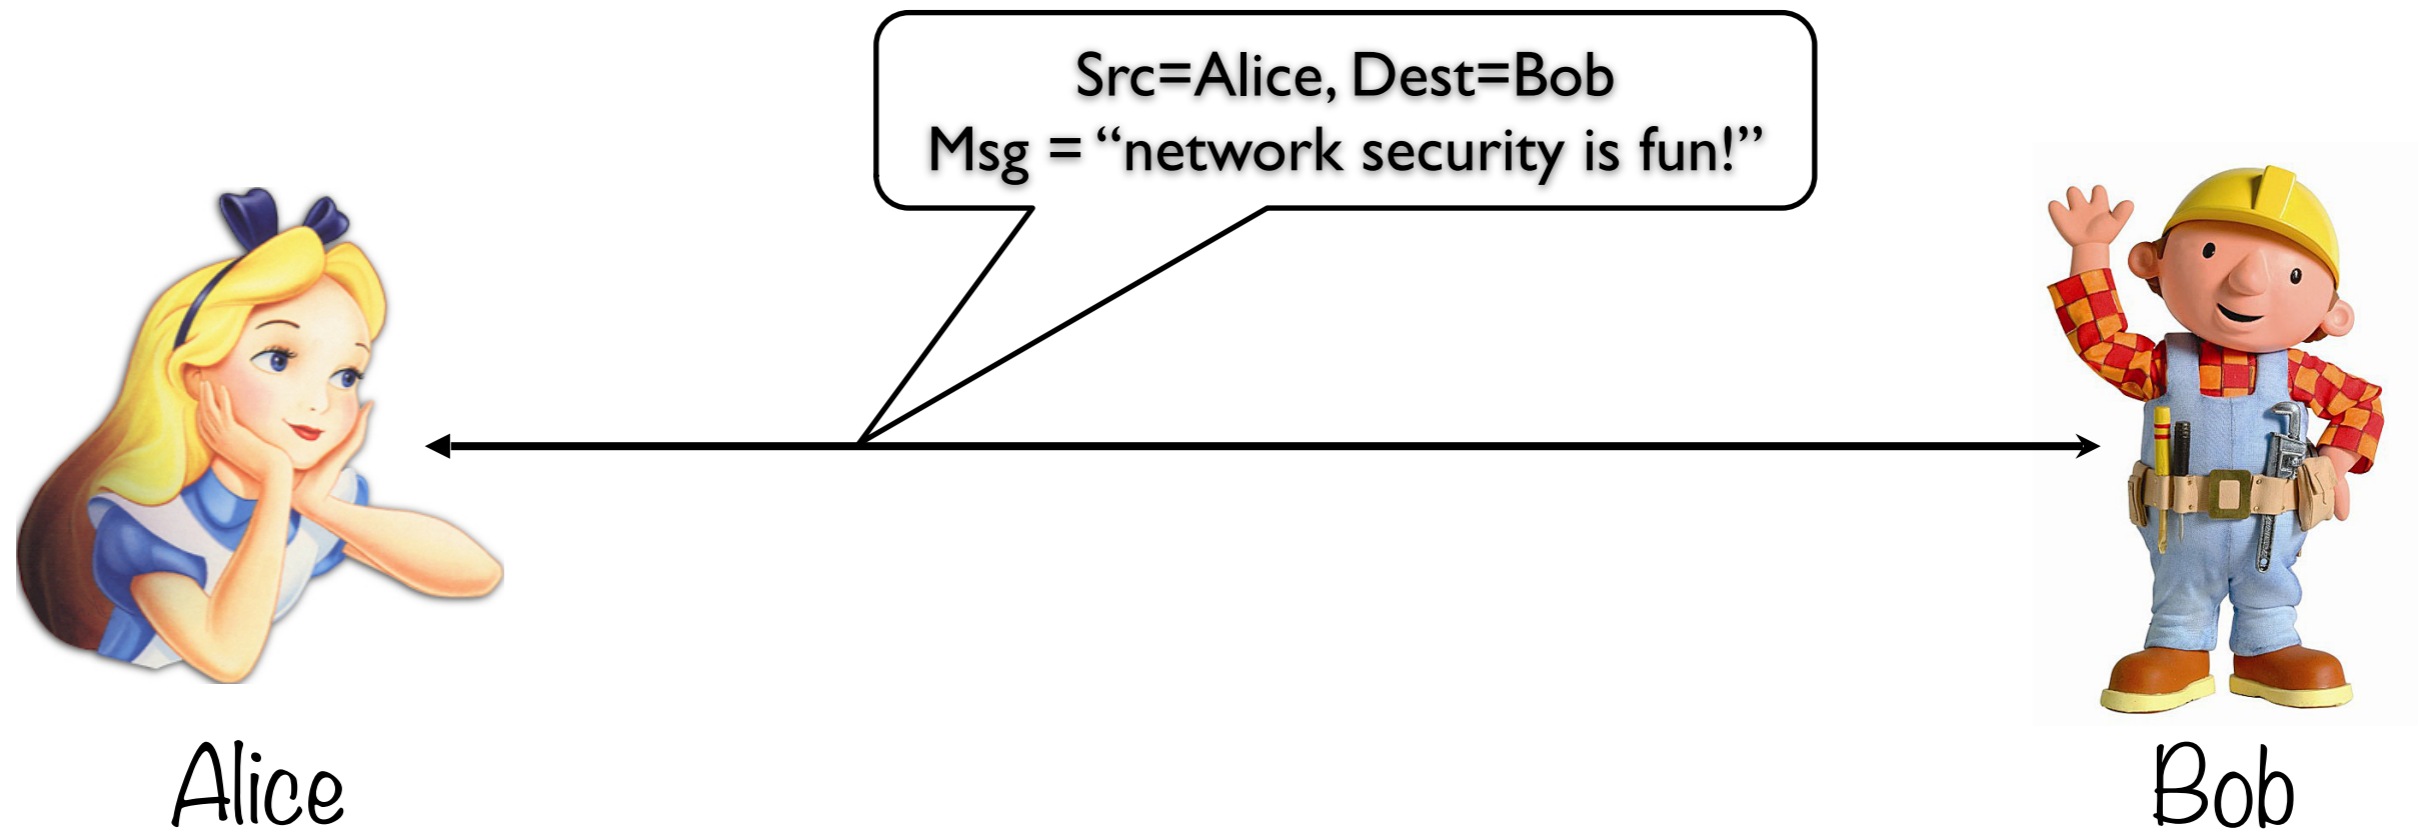 Src=Alice, Dest=Bob
Msg = “network security is fun!”
Alice
Bob